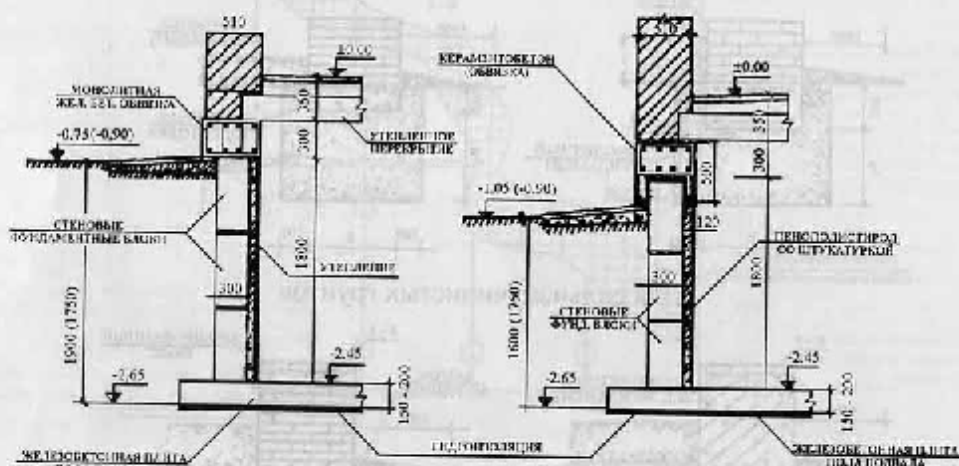 510
±0.00
МОНОЛИТНАЯ
ЖЕЛ. БЕТ. ОБВЯЗКА
350
-0.75(-0.90)
300
УТЕПЛЕННОЕ
ПЕРЕКРЫТИЕ
СТЕНОВЫЕ
ФУНДАМЕНТНЫЕ БЛОКИ
1800
УТЕПЛЕНИЕ
300
1900 (1750)
-2.65
-2.45
150 - 200
ЖЕЛЕЗОБЕТОННАЯ ПЛИТА
ГИДРОИЗОЛЯЦИЯ
510
КЕРАМЗИТОБЕТОН
(ОБВЯЗКА)
±0.00
350
300
500
-1,05 (-0.90)
120
ПЕНОПОЛИСТИРОЛ
СО ШТУКАТУРКОЙ
300
1800
СТЕНОВЫЕ
ФУНД. БЛОКИ
1600 (1750)
-2.65
-2.45
150 - 200
ЖЕЛЕЗОБЕТОННАЯ ПЛИТА
ПОЛА ПОДВАЛА